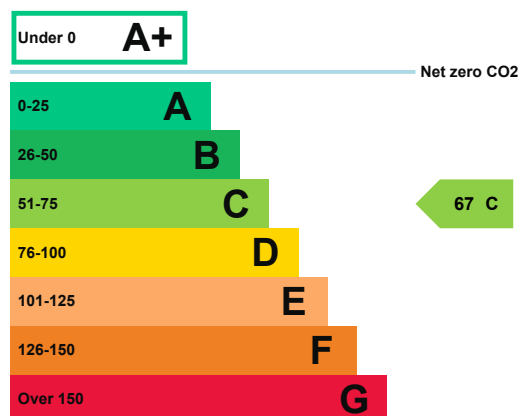 Under 0 A+
Net zero CO2
0-25 A
26-50 B
51-75 C
67 C
76-100 D
101-125 E
126-150 F
Over 150 G